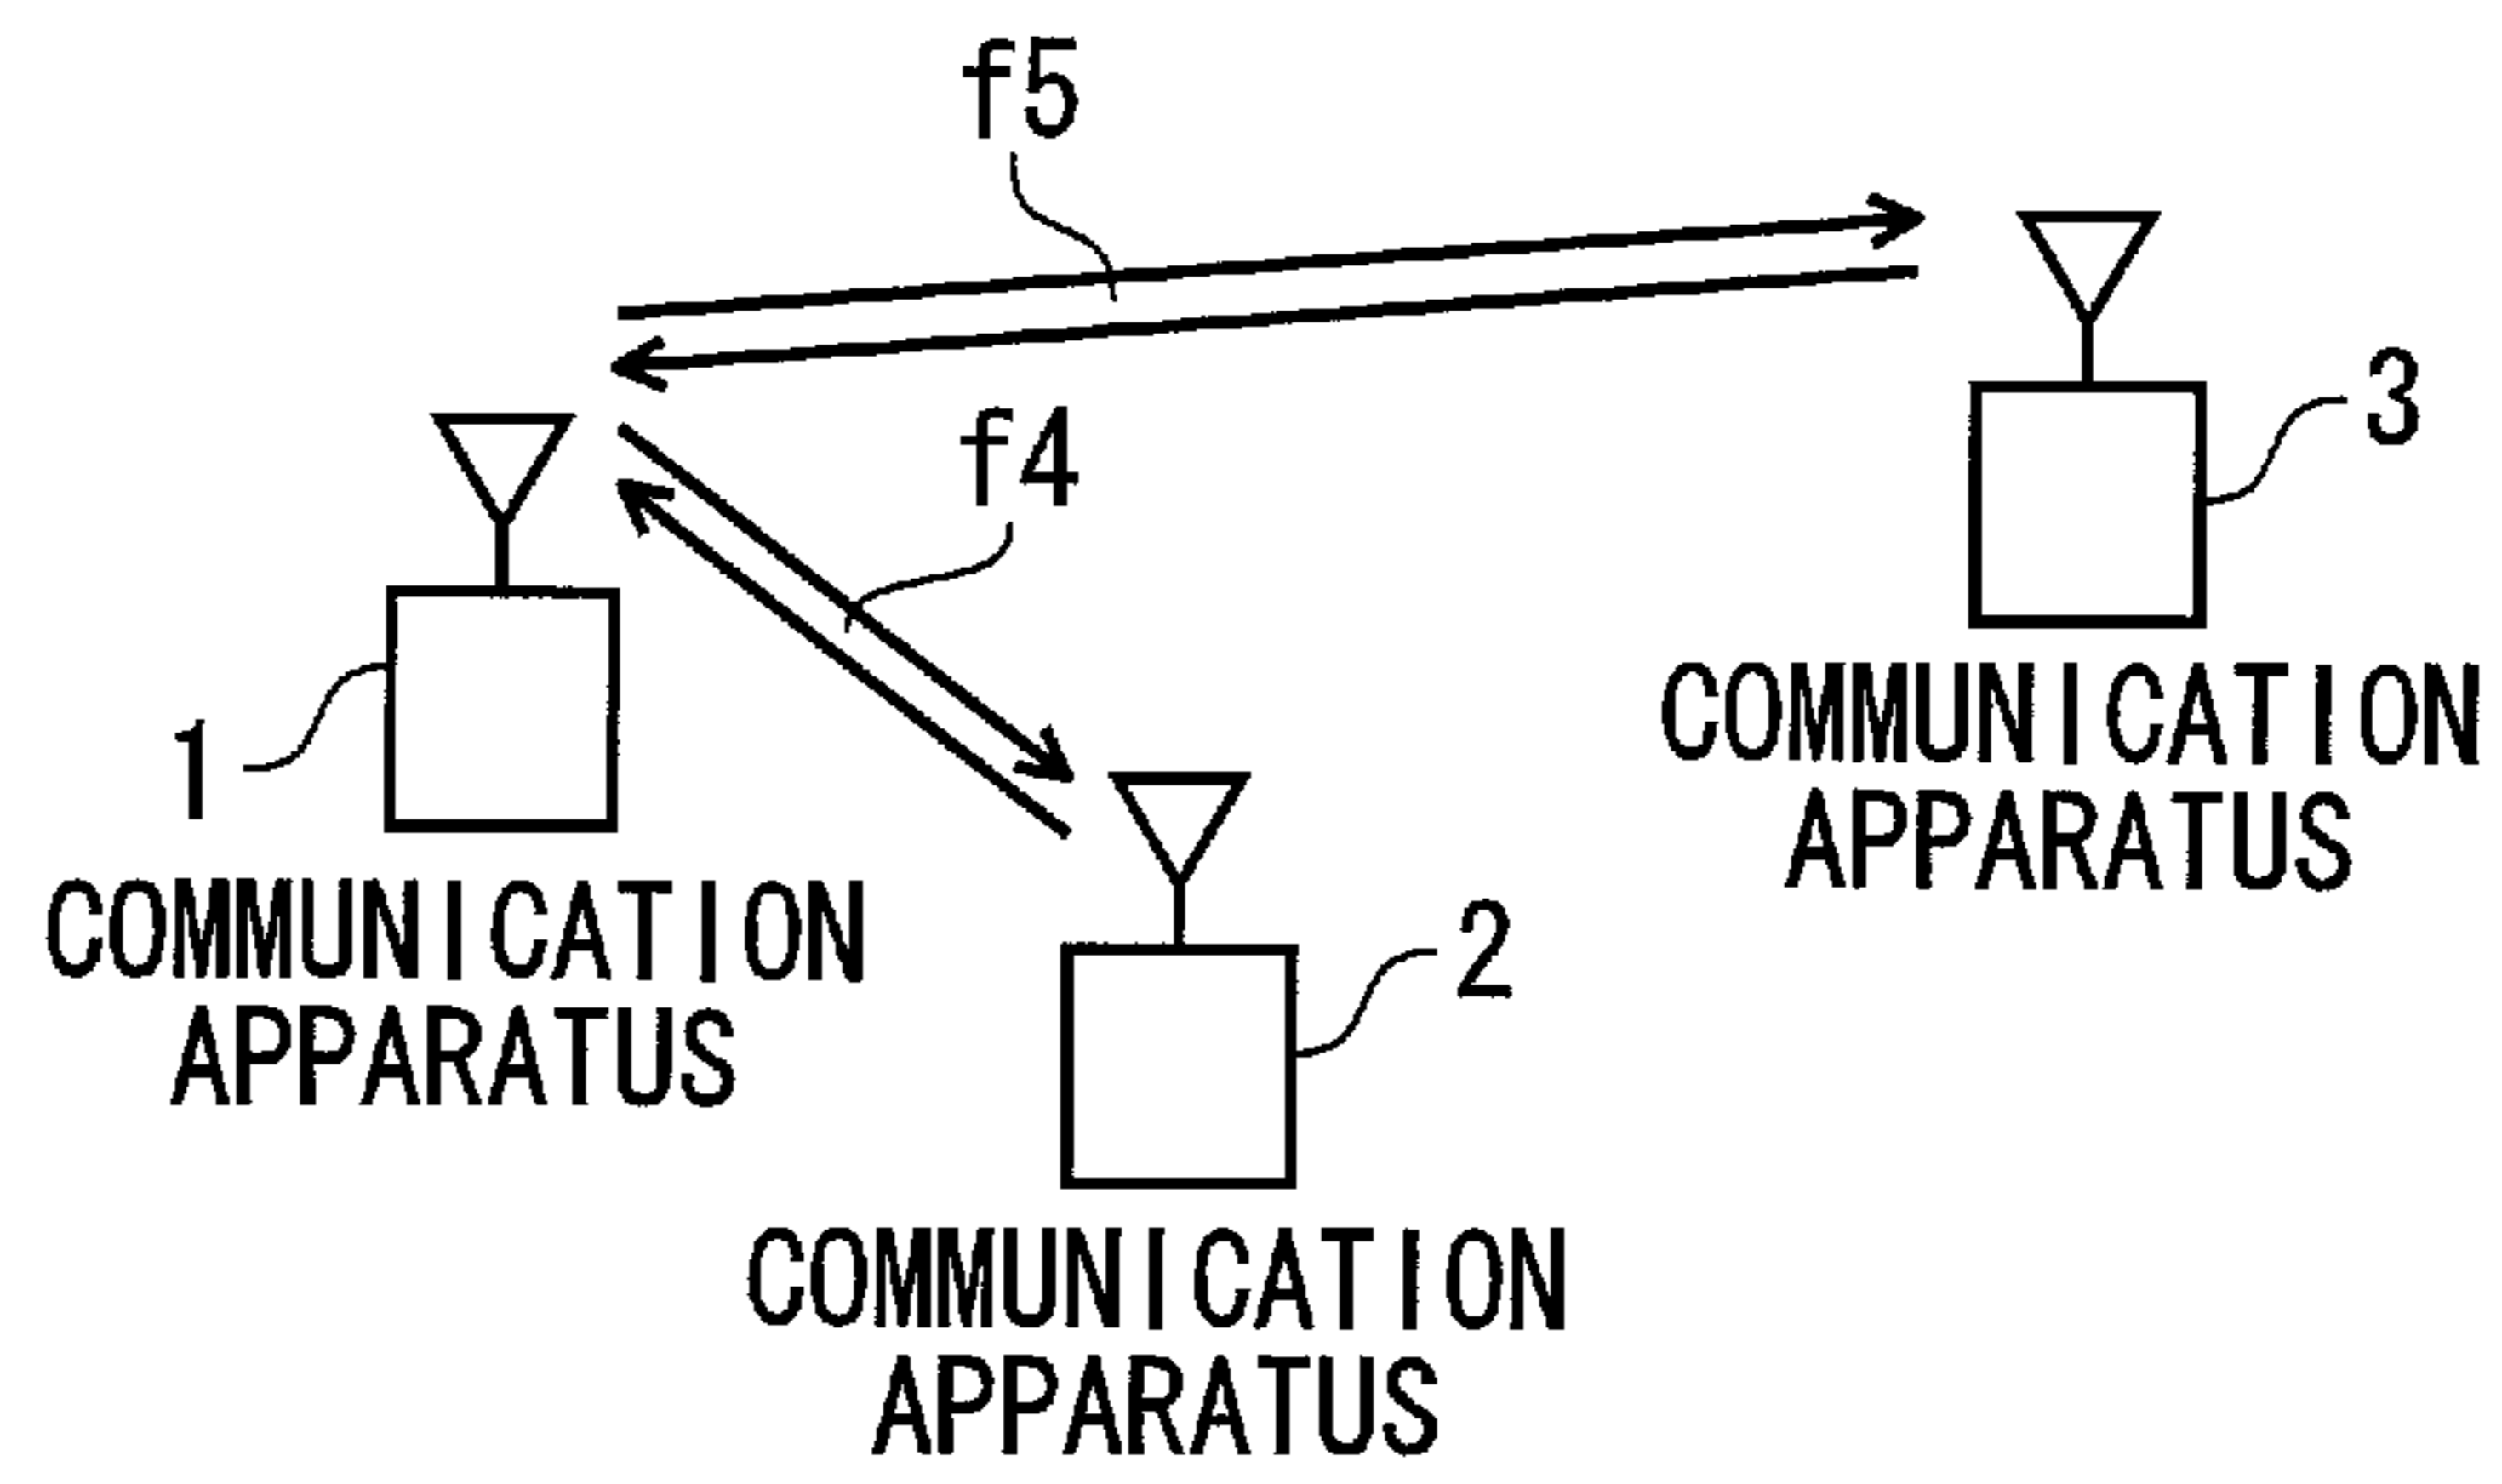 f5
3
f4
COMMUNICATION
APPARATUS
1
COMMUNICATION
APPARATUS
2
COMMUNICATION
APPARATUS